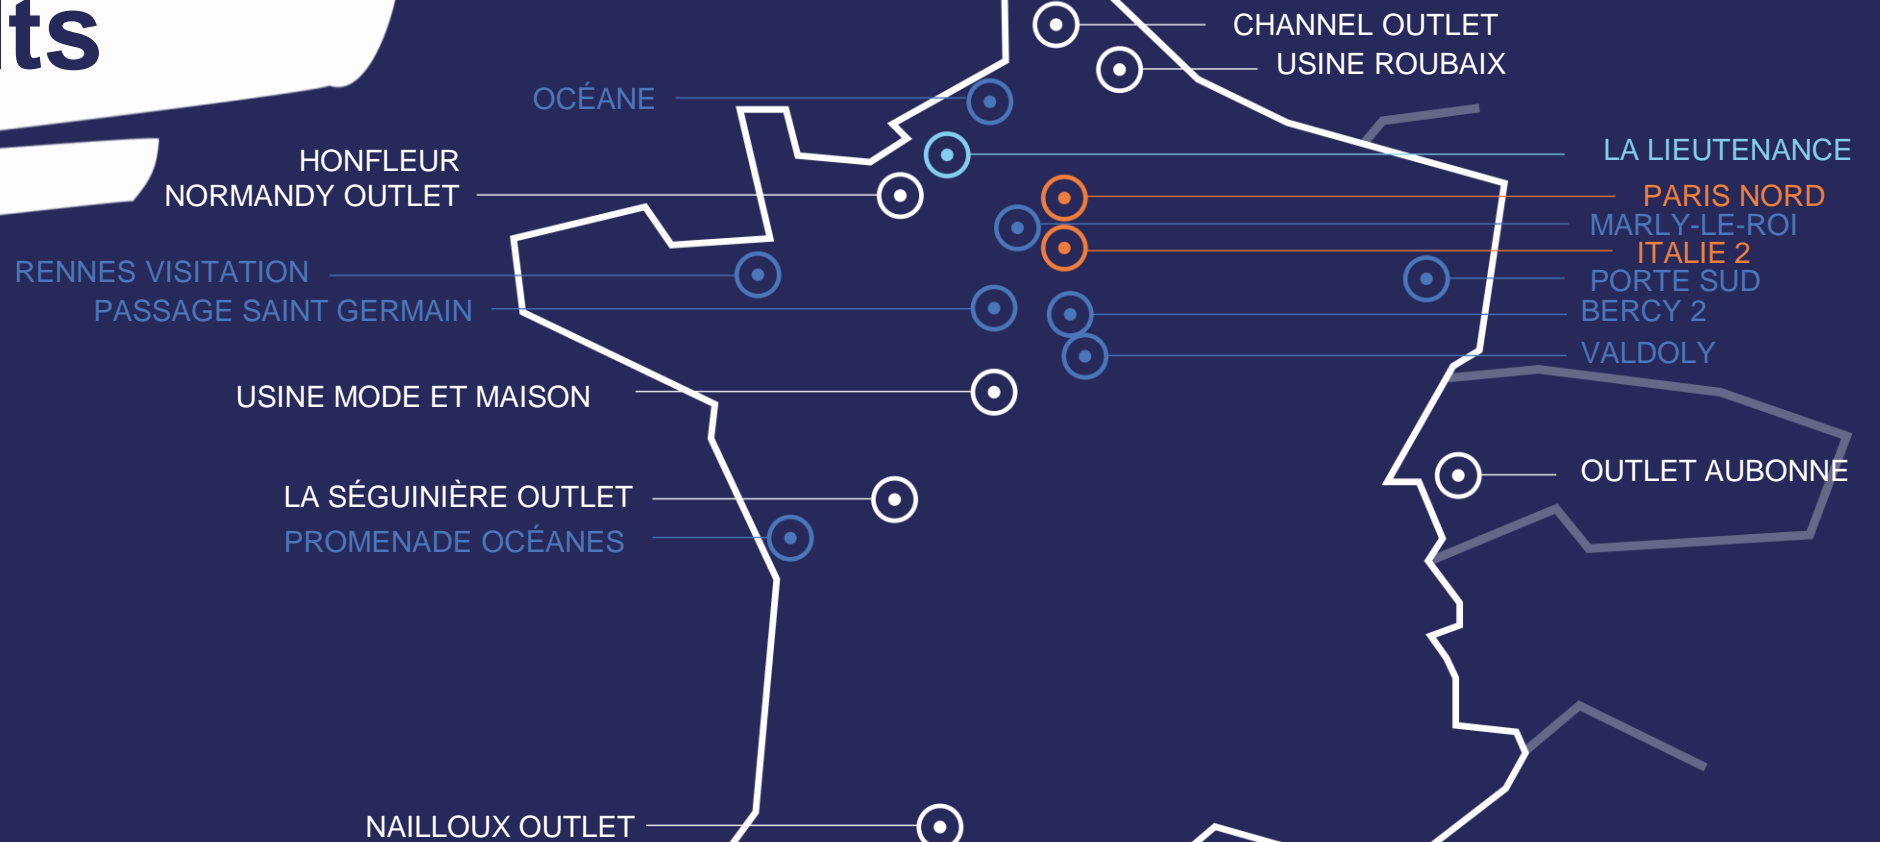 lts
CHANNEL OUTLET
USINE ROUBAIX
OCÉANE
HONFLEUR
NORMANDY OUTLET
LA LIEUTENANCE
PARIS NORD
MARLY-LE-ROI
ITALIE 2
RENNES VISITATION
PORTE SUD
PASSAGE SAINT GERMAIN
BERCY 2
VALDOLY
USINE MODE ET MAISON
OUTLET AUBONNE
LA SÉGUINIÈRE OUTLET
PROMENADE OCÉANES
NAILLOUX OUTLET